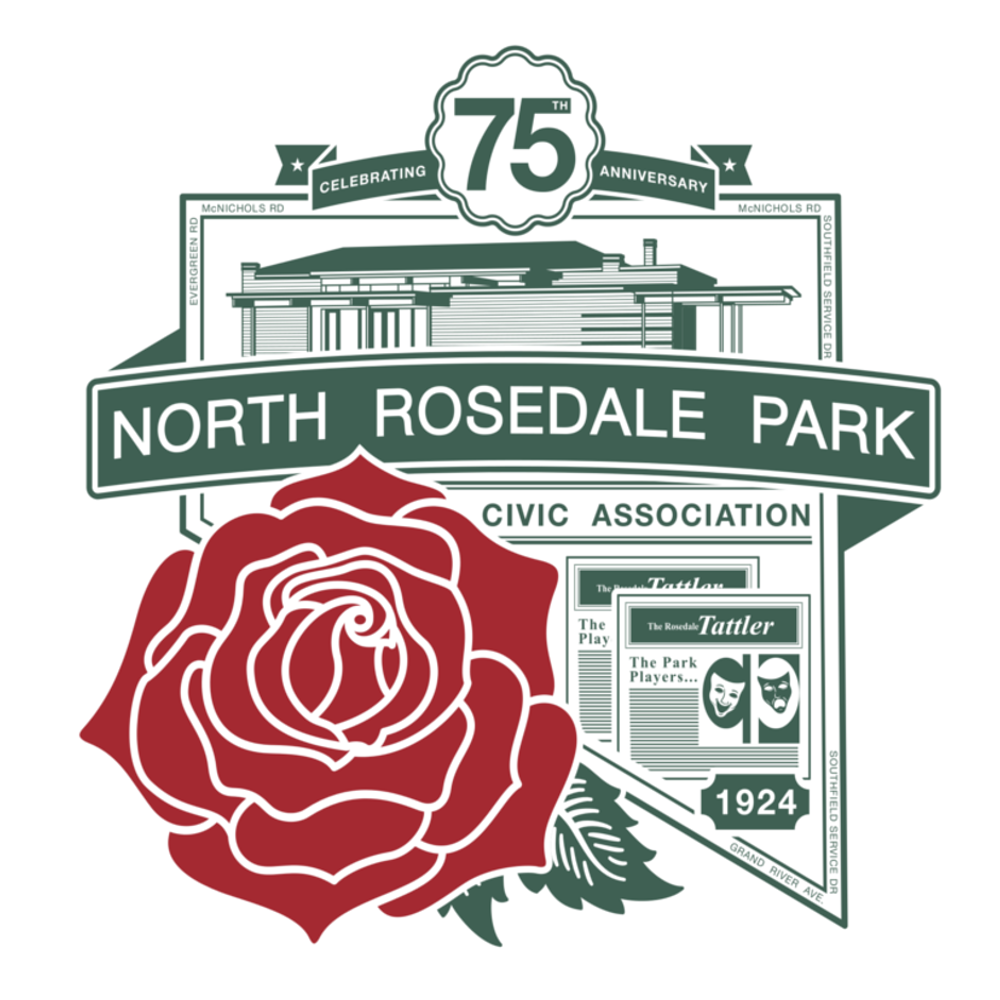 75TH
CELEBRATING
ANNIVERSARY
McNICHOLS RD
McNICHOLS RD
EVERGREEN RD
SOUTHFIELD SERVICE DR
NORTH ROSEDALE PARK
CIVIC ASSOCIATION
The Rosedale Tattler
The
Play
The Rosedale Tattler
The Park
Players...
1924
SOUTHFIELD SERVICE DR
GRAND RIVER AVE.